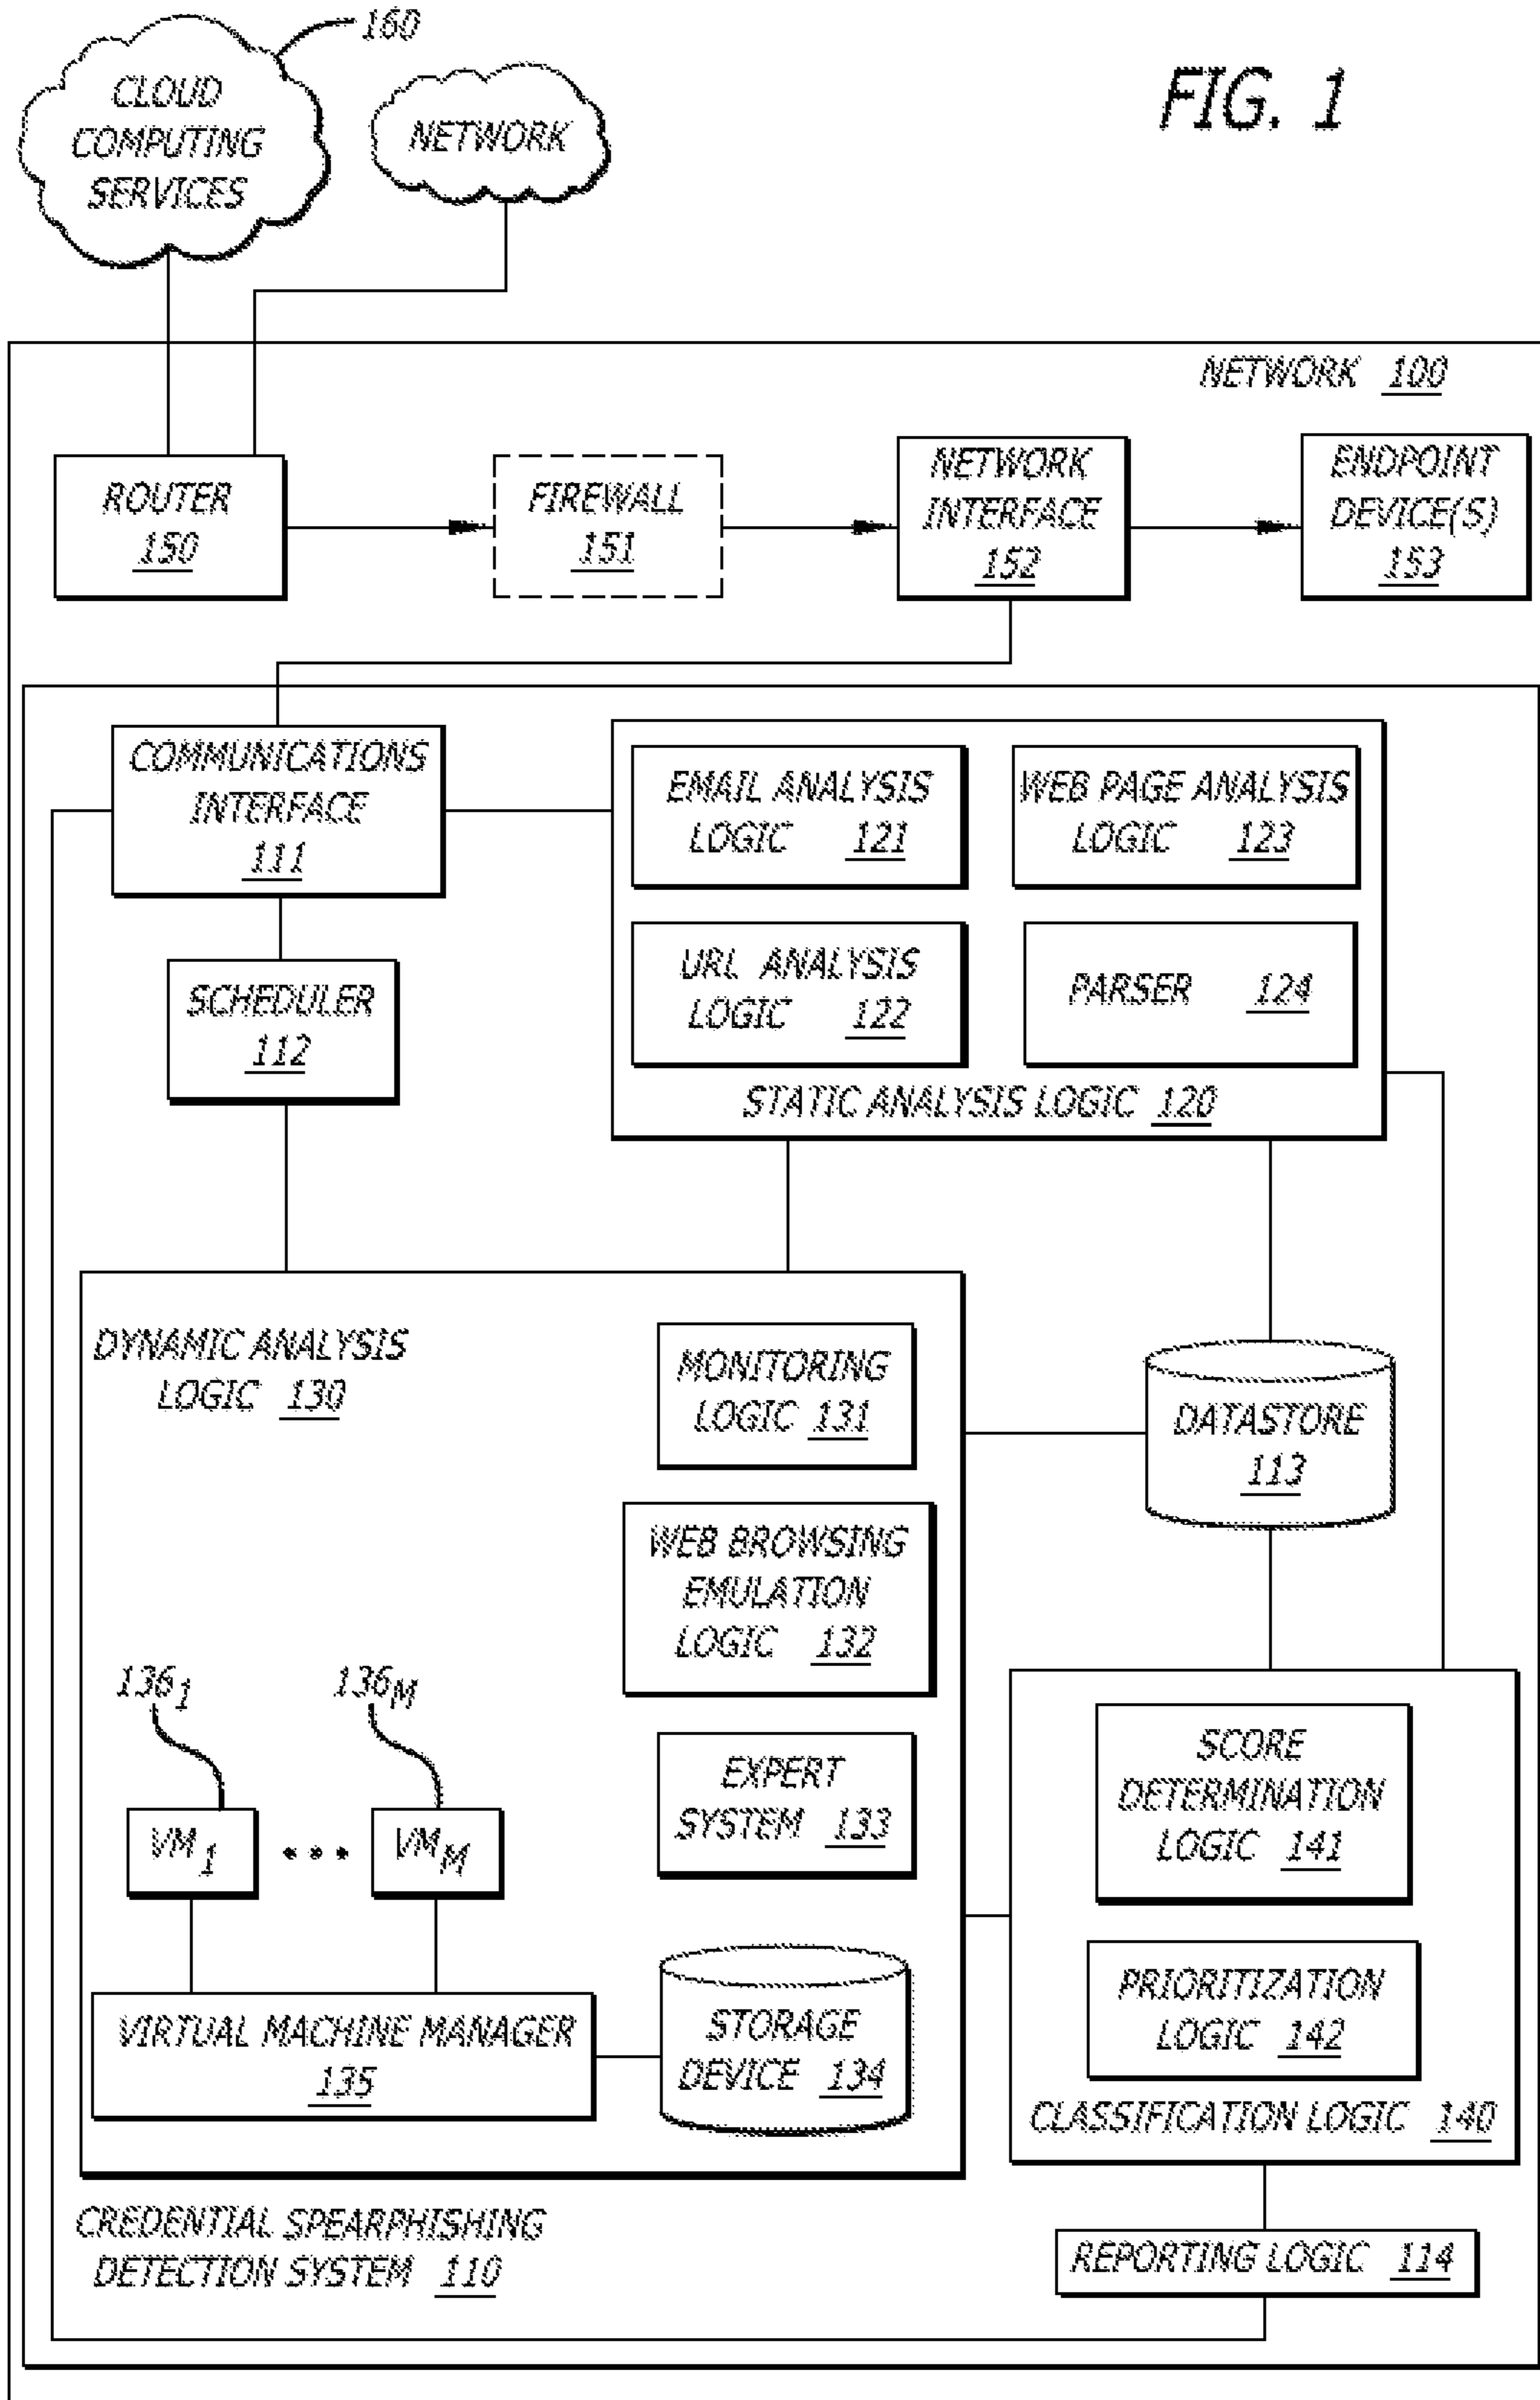 160
CLOUD
COMPUTING
SERVICES
NETWORK
FIG. 1
NETWORK 100
ROUTER
150
FIREWALL
151
NETWORK
INTERFACE
152
ENDPOINT
DEVICE(S)
153
COMMUNICATIONS
INTERFACE
111
EMAIL ANALYSIS
LOGIC 121
WEB PAGE ANALYSIS
LOGIC 123
URL ANALYSIS
LOGIC 122
PARSER 124
STATIC ANALYSIS LOGIC 120
SCHEDULER
112
DYNAMIC ANALYSIS
LOGIC 130
MONITORING
LOGIC 131
DATASTORE
113
WEB BROWSING
EMULATION
LOGIC 132
136₁
136M
VM₁
VMM
EXPERT
SYSTEM 133
SCORE
DETERMINATION
LOGIC 141
VIRTUAL MACHINE MANAGER
135
STORAGE
DEVICE 134
PRIORITIZATION
LOGIC 142
CLASSIFICATION LOGIC 140
CREDENTIAL SPEARPHISHING
DETECTION SYSTEM 110
REPORTING LOGIC 114